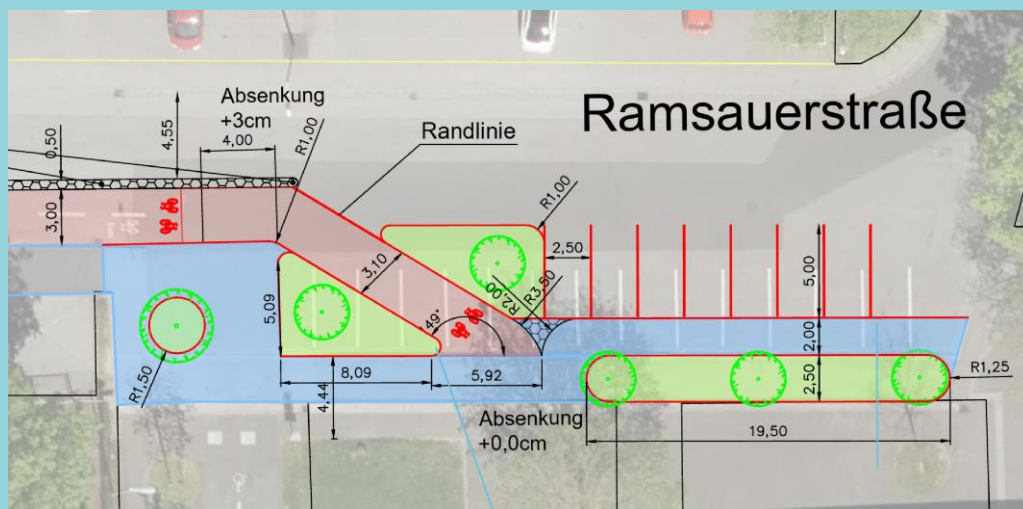 Absenkung
+3cm
4,00
R1,00
4,55
0,50
3,00
Randlinie
Ramsauerstraße
R1,00
2,50
5,00
3,10
R2,00
R3,50
5,09
49°
2,00
2,50
R1,25
R1,50
8,09
5,92
4,44
Absenkung
+0,0cm
19,50